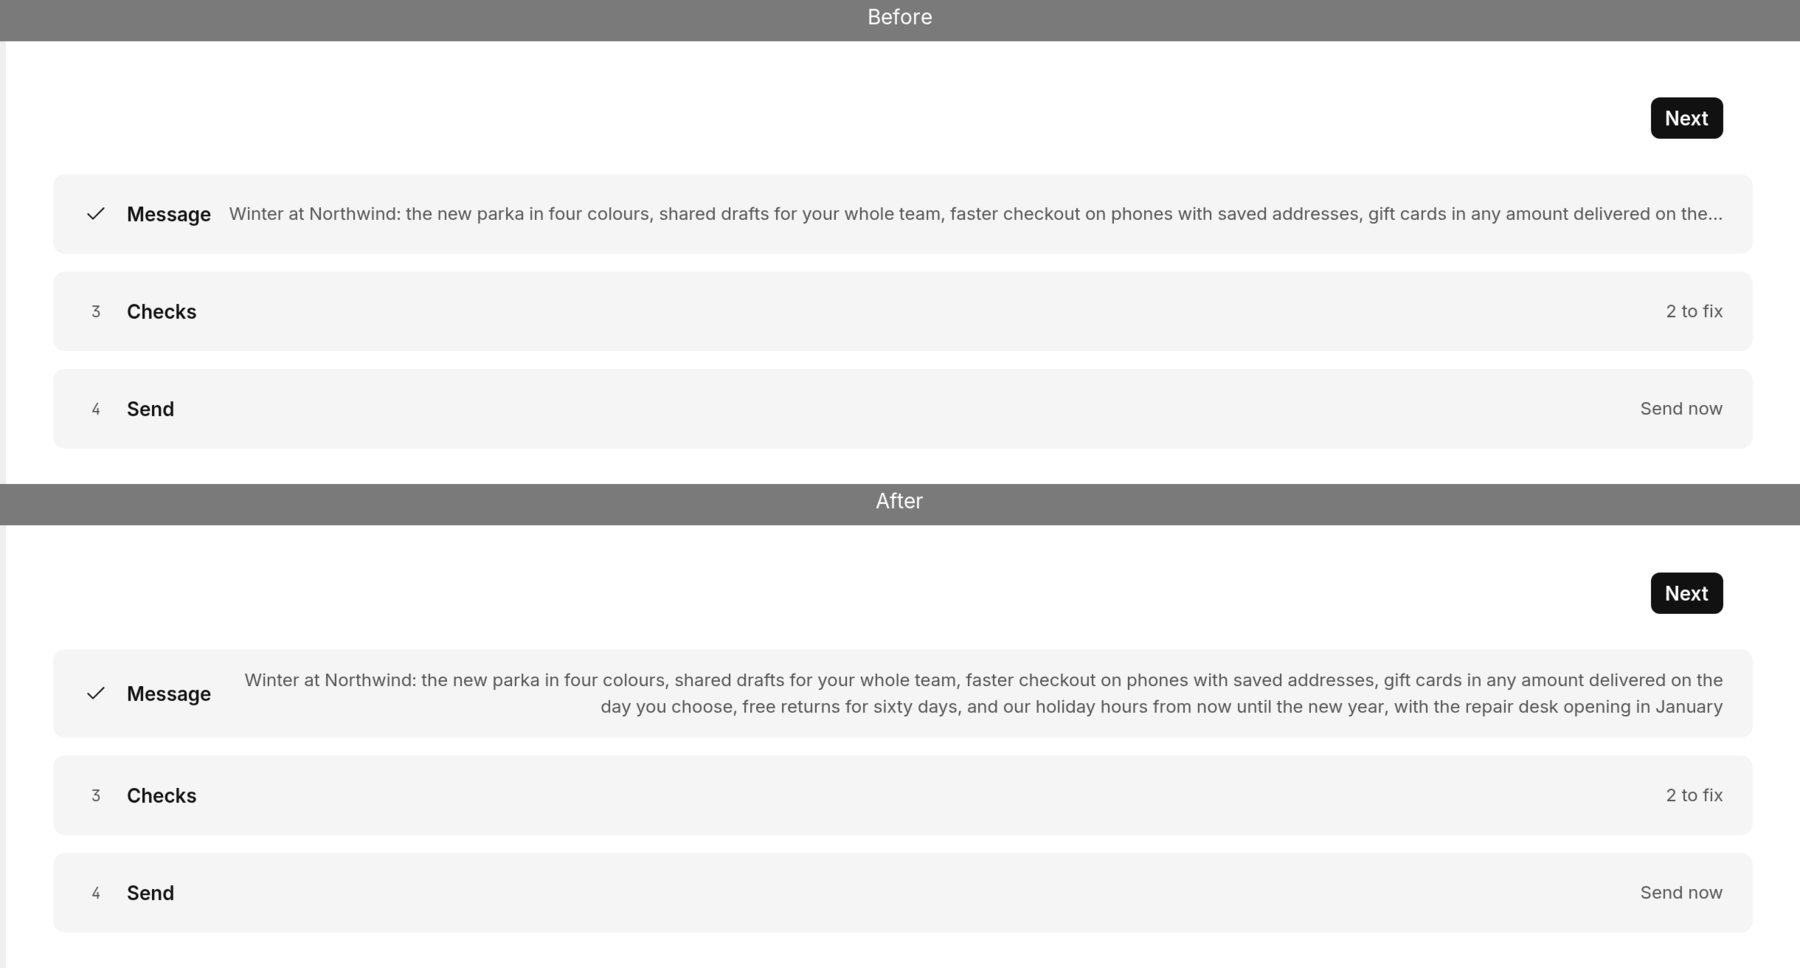 Before
Next
Message Winter at Northwind: the new parka in four colours, shared drafts for your whole team, faster checkout on phones with saved addresses, gift cards in any amount delivered on the...
3 Checks 2 to fix
4 Send Send now
After
Next
Message Winter at Northwind: the new parka in four colours, shared drafts for your whole team, faster checkout on phones with saved addresses, gift cards in any amount delivered on the
day you choose, free returns for sixty days, and our holiday hours from now until the new year, with the repair desk opening in January
3 Checks 2 to fix
4 Send Send now